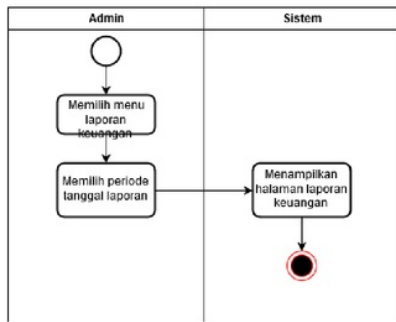 Admin
Sistem
Memilih menu
laporan
keuangan
Memilih periode
tanggal laporan
Menampilkan
halaman laporan
keuangan